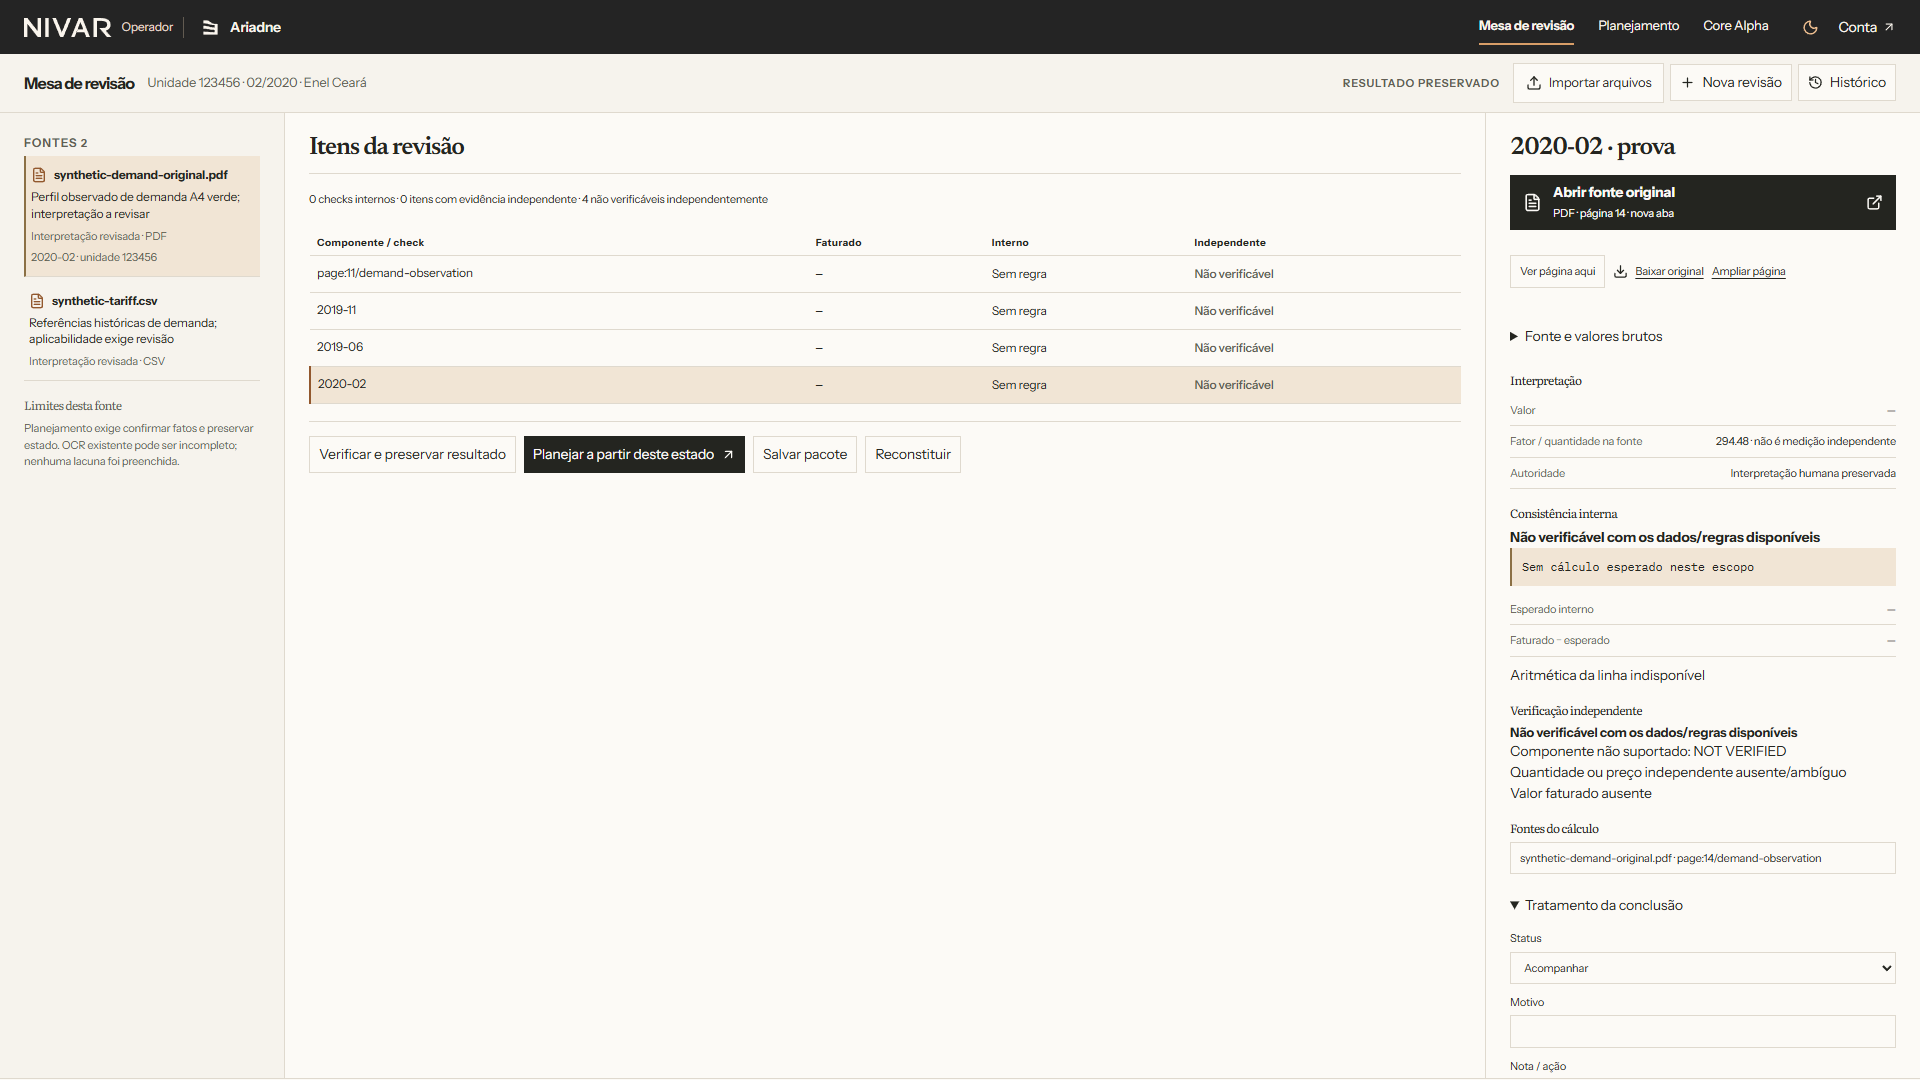 NIVAR Operador Ariadne Mesa de revisão Planejamento Core Alpha Conta
Mesa de revisão Unidade 123456 · 02/2020 · Enel Ceará RESULTADO PRESERVADO Importar arquivos Nova revisão Histórico
FONTES 2
synthetic-demand-original.pdf
Perfil observado de demanda A4 verde;
interpretação a revisar
Interpretação revisada · PDF
2020-02 · unidade 123456
synthetic-tariff.csv
Referências históricas de demanda;
aplicabilidade exige revisão
Interpretação revisada · CSV
Limites desta fonte
Planejamento exige confirmar fatos e preservar
estado. OCR existente pode ser incompleto;
nenhuma lacuna foi preenchida.
Itens da revisão
0 checks internos · 0 itens com evidência independente · 4 não verificáveis independentemente
Componente / check Faturado Interno Independente
page:11/demand-observation – Sem regra Não verificável
2019-11 – Sem regra Não verificável
2019-06 – Sem regra Não verificável
2020-02 – Sem regra Não verificável
Verificar e preservar resultado Planejar a partir deste estado Salvar pacote Reconstituir
2020-02 · prova
Abrir fonte original
PDF · página 14 · nova aba
Ver página aqui Baixar original Ampliar página
Fonte e valores brutos
Interpretação
Valor –
Fator / quantidade na fonte 294.48 · não é medição independente
Autoridade Interpretação humana preservada
Consistência interna
Não verificável com os dados/regras disponíveis
Sem cálculo esperado neste escopo
Esperado interno –
Faturado − esperado –
Aritmética da linha indisponível
Verificação independente
Não verificável com os dados/regras disponíveis
Componente não suportado: NOT VERIFIED
Quantidade ou preço independente ausente/ambíguo
Valor faturado ausente
Fontes do cálculo
synthetic-demand-original.pdf · page:14/demand-observation
Tratamento da conclusão
Status
Acompanhar
Motivo
Nota / ação